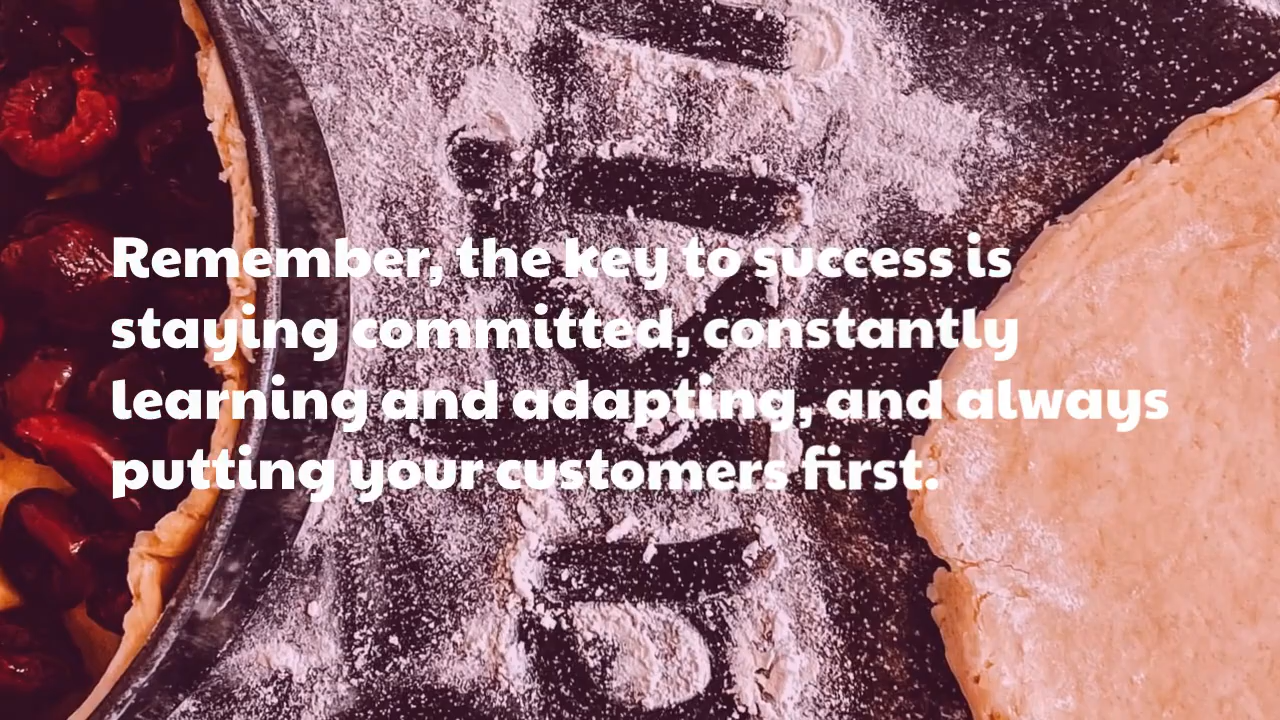 Remember, the key to success is
staying committed, constantly
learning and adapting, and always
putting your customers first.